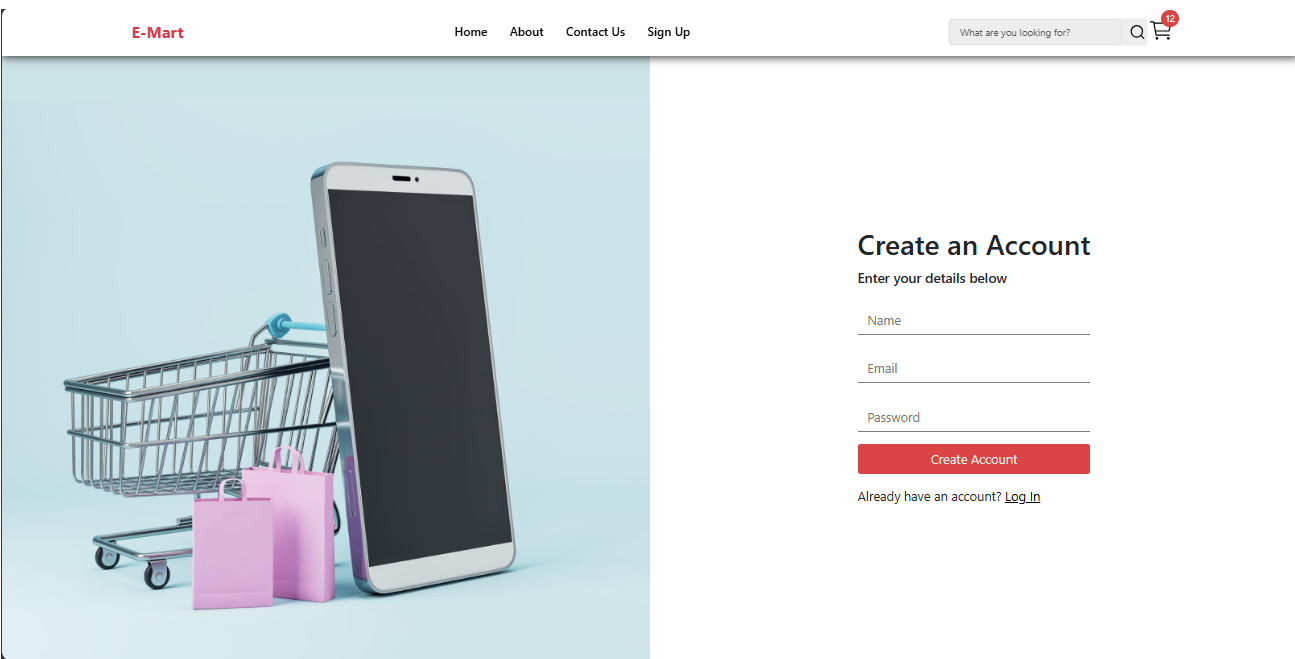 E-Mart
Home
About
Contact Us
Sign Up
What are you looking for?
12
Create an Account
Enter your details below
Name
Email
Password
Create Account
Already have an account? Log In